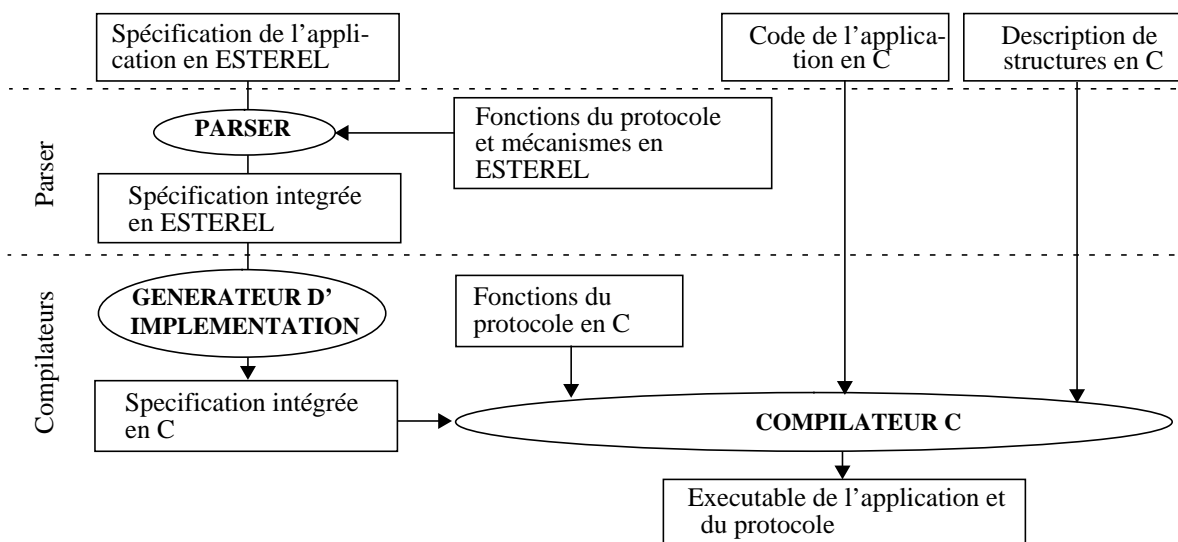 Spécification de l’appli-
cation en ESTEREL
Code de l’applica-
tion en C
Description de
structures en C
Parser
PARSER
Fonctions du protocole
et mécanismes en
ESTEREL
Spécification integrée
en ESTEREL
Compilateurs
GENERATEUR D’
IMPLEMENTATION
Fonctions du
protocole en C
Specification intégrée
en C
COMPILATEUR C
Executable de l’application et
du protocole